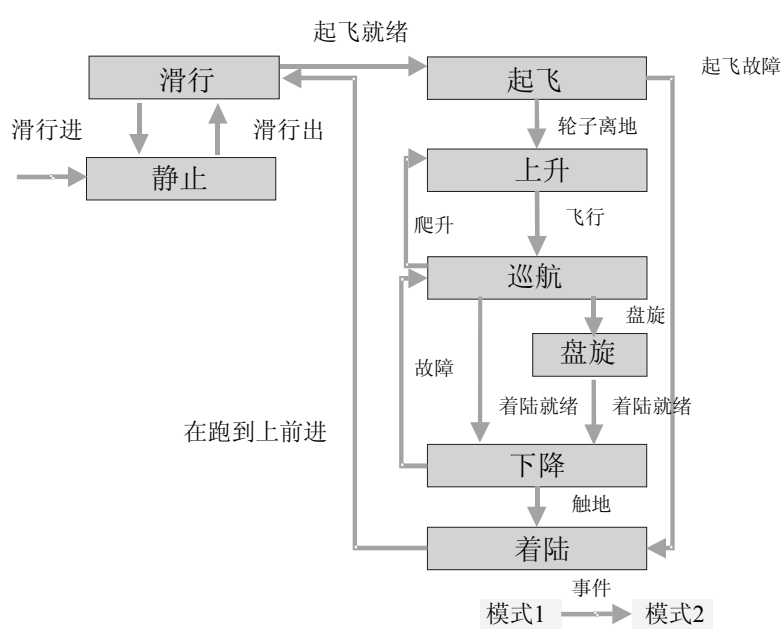 起飞就绪
滑行
起飞
起飞故障
滑行进
滑行出
轮子离地
静止
上升
爬升
飞行
巡航
盘旋
盘旋
故障
着陆就绪
着陆就绪
在跑到上前进
下降
触地
着陆
事件
模式1
模式2